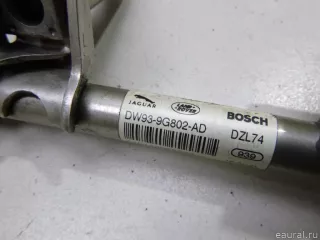 JAGUAR
LAND ROVER
BOSCH
DW93-9G802-AD
DZL74
939
eaural.ru